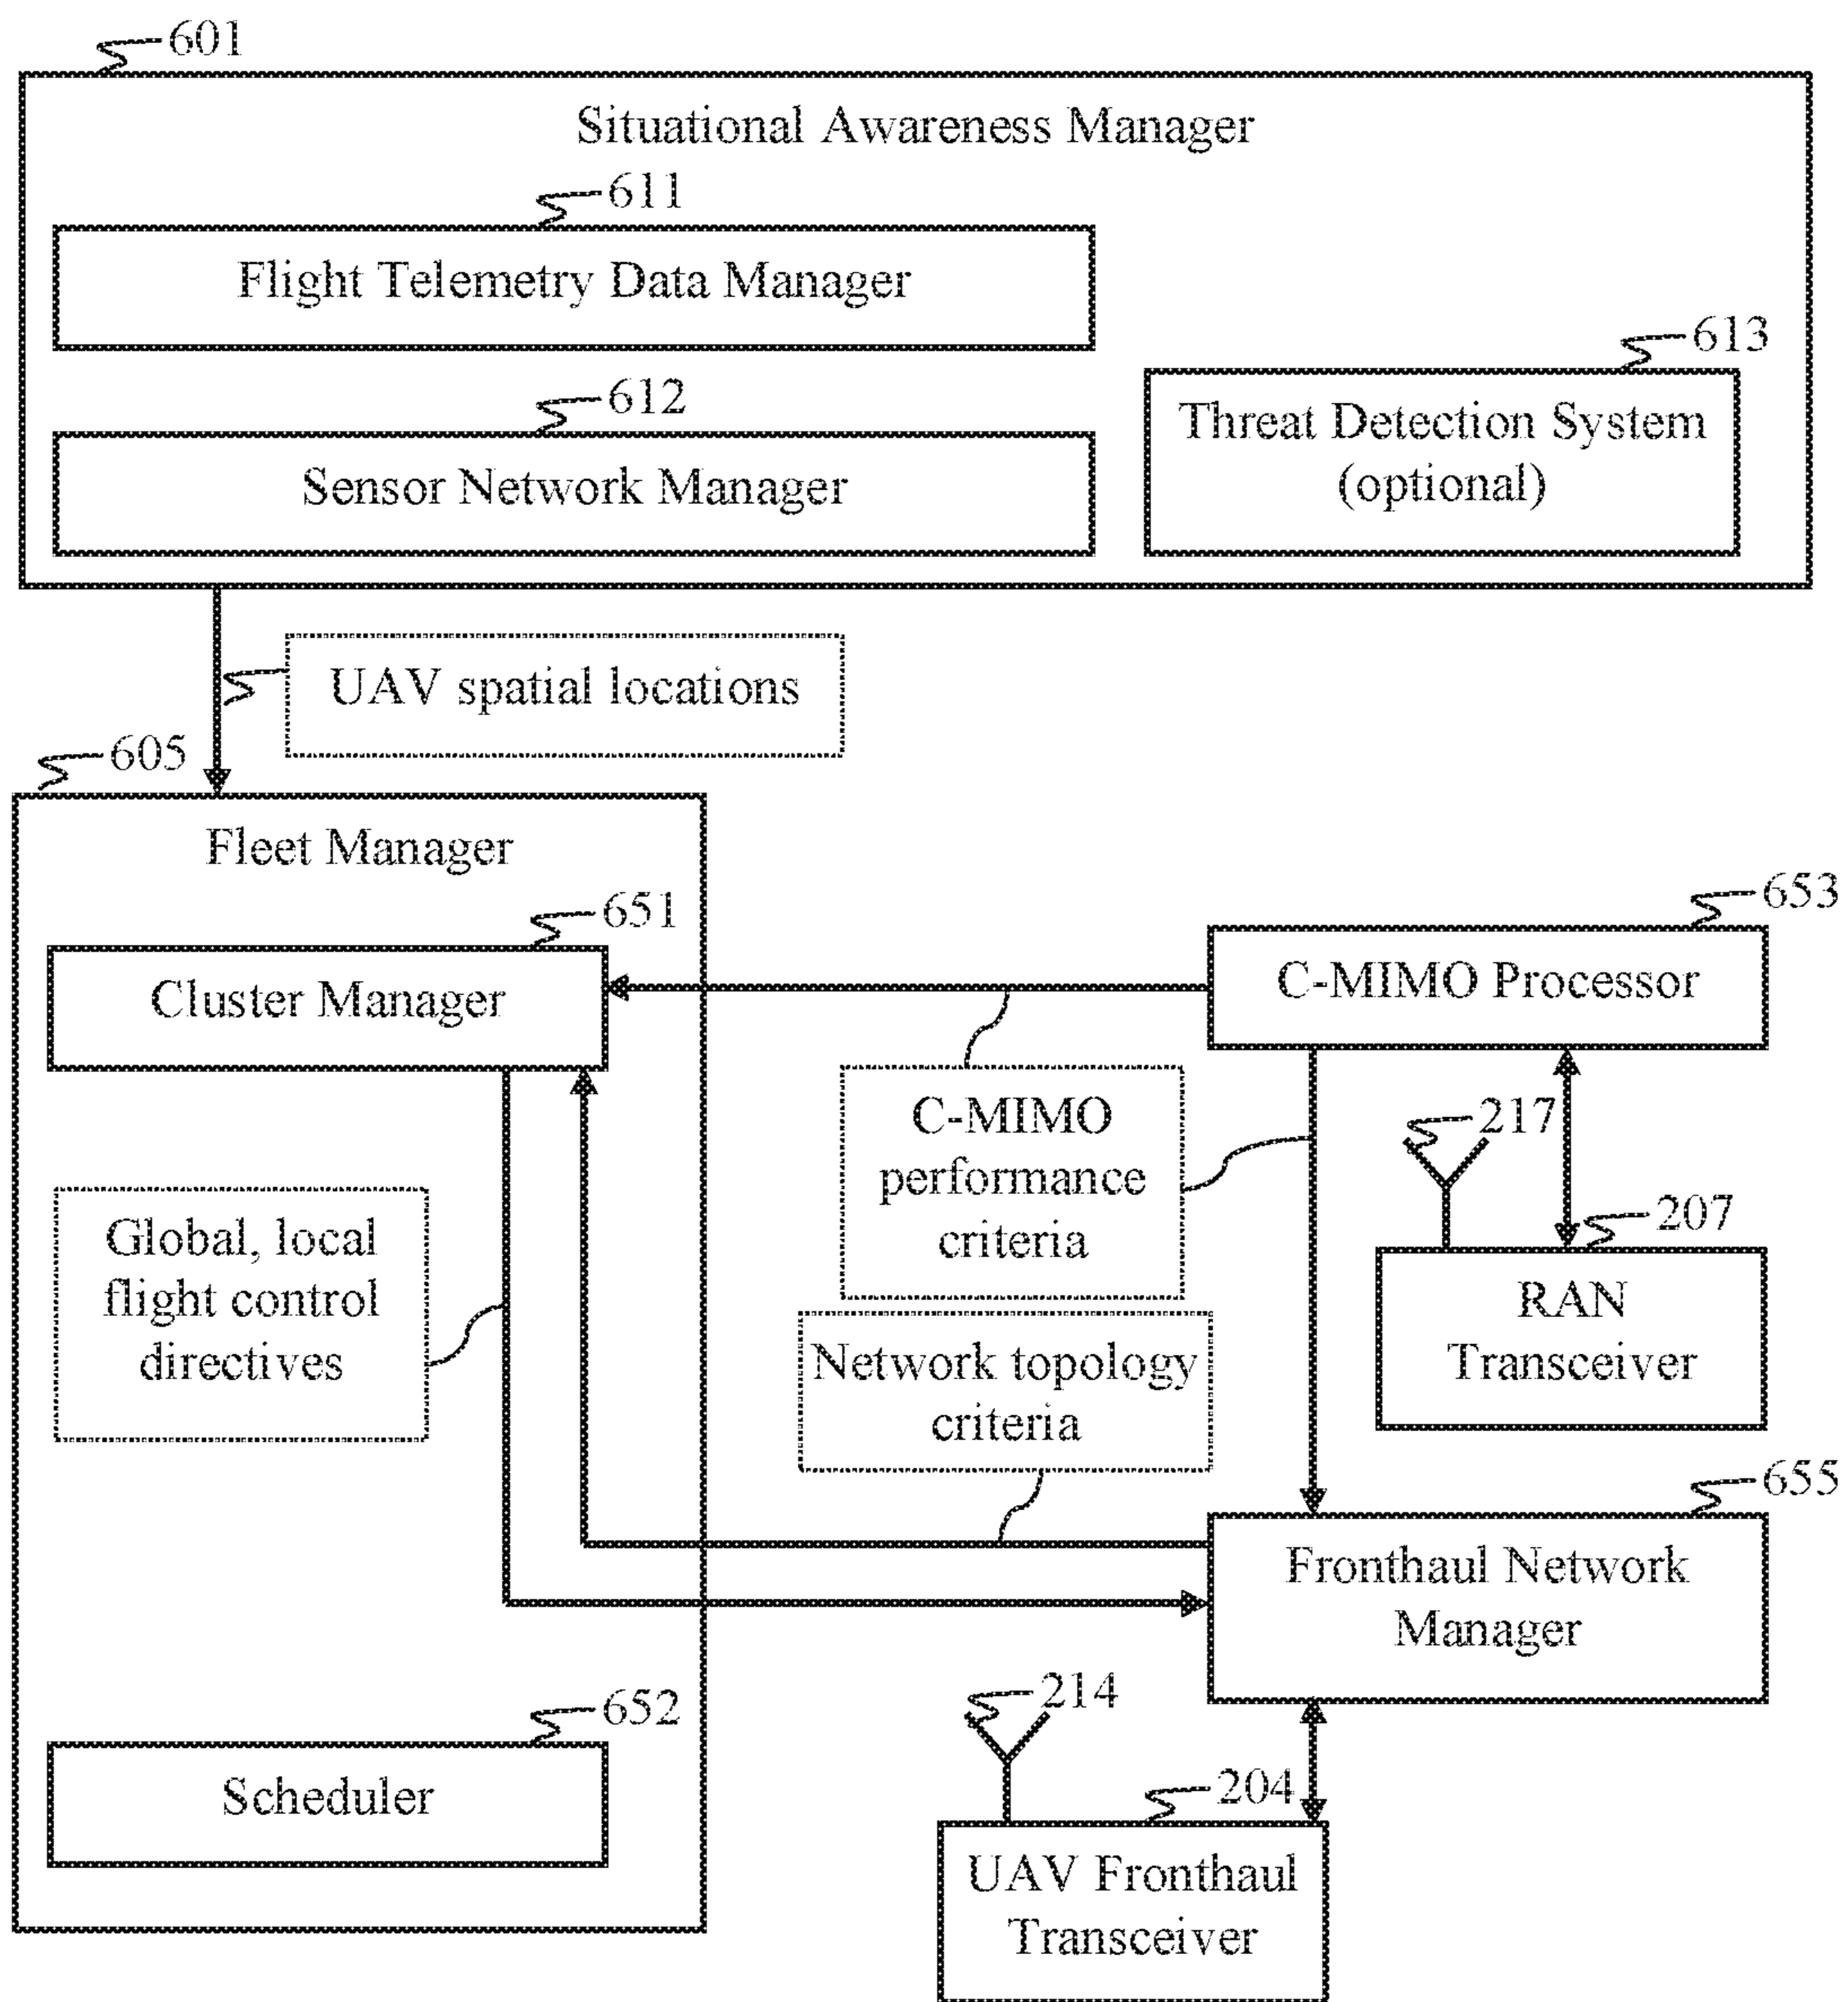 601
Situational Awareness Manager
611
Flight Telemetry Data Manager
613
612
Threat Detection System
(optional)
Sensor Network Manager
UAV spatial locations
605
Fleet Manager
651
Cluster Manager
653
C-MIMO Processor
C-MIMO
performance
criteria
217
207
RAN
Transceiver
Global, local
flight control
directives
Network topology
criteria
655
Fronthaul Network
Manager
652
Scheduler
214
204
UAV Fronthaul
Transceiver